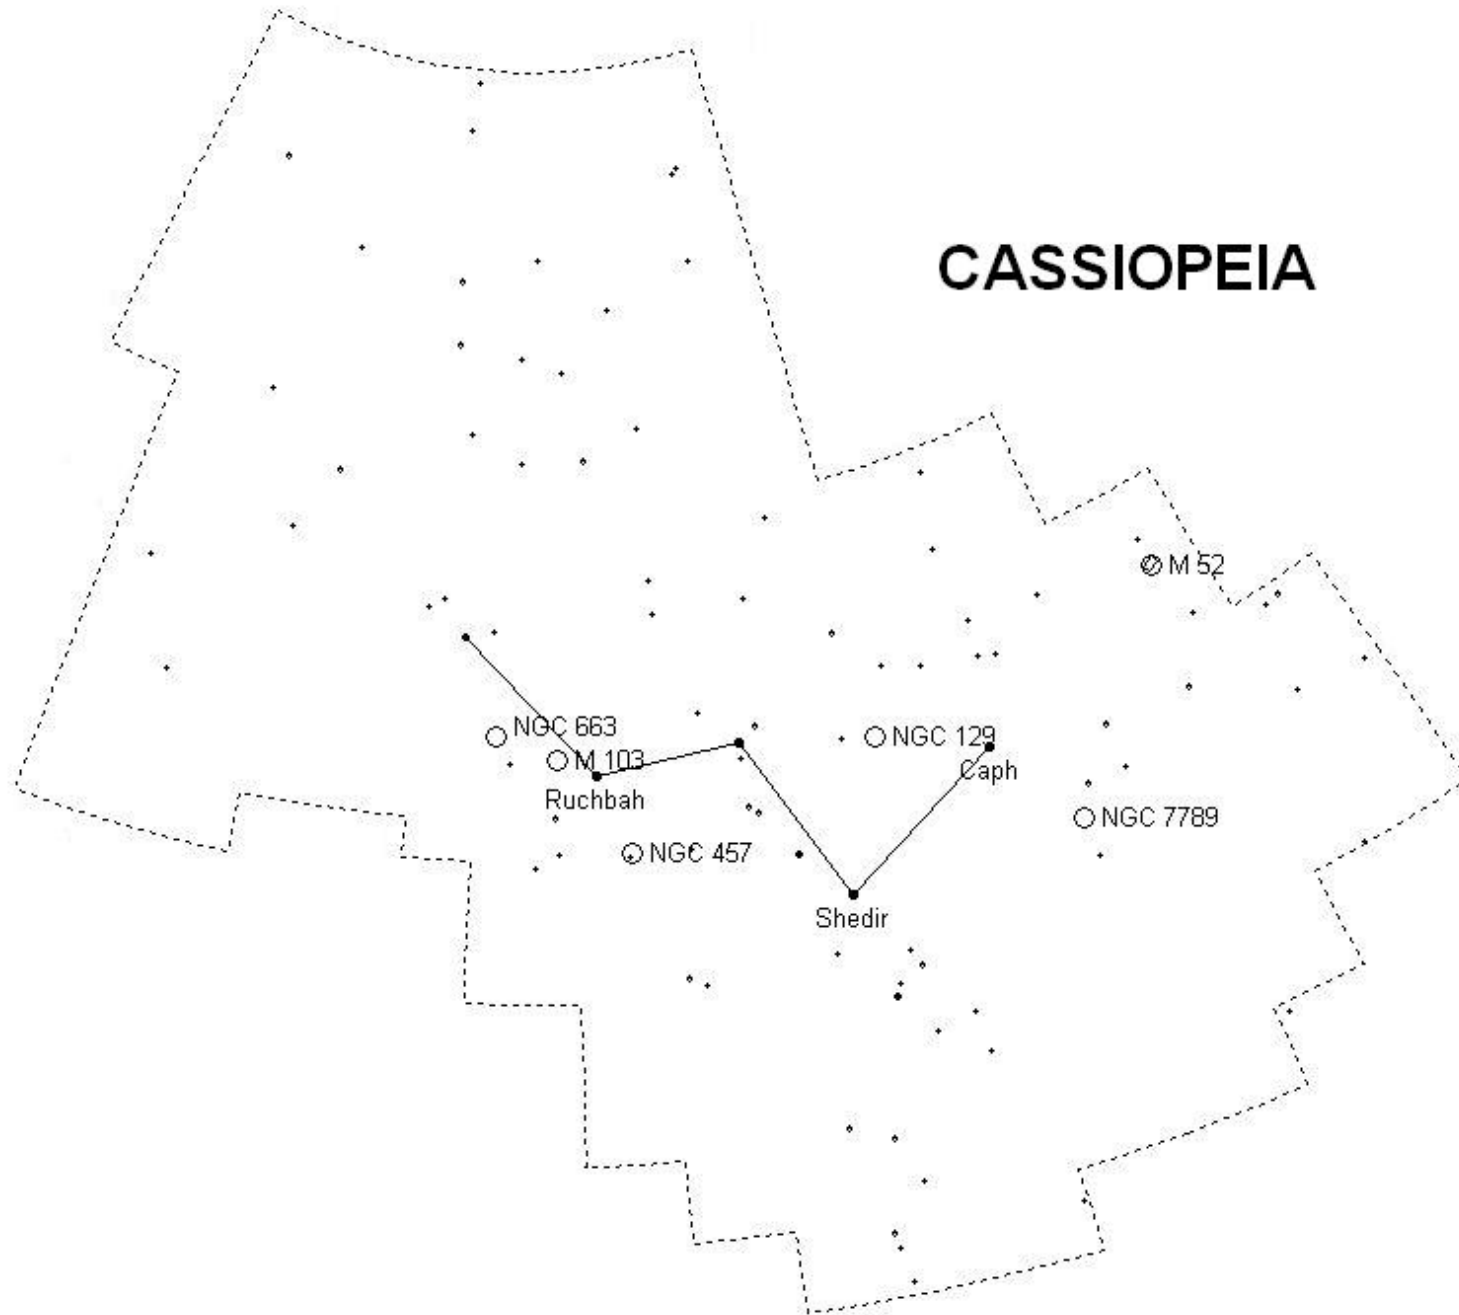 CASSIOPEIA
M 52
NGC 663
NGC 129
M 103
Caph
Ruchbah
NGC 7789
NGC 457
Shedir